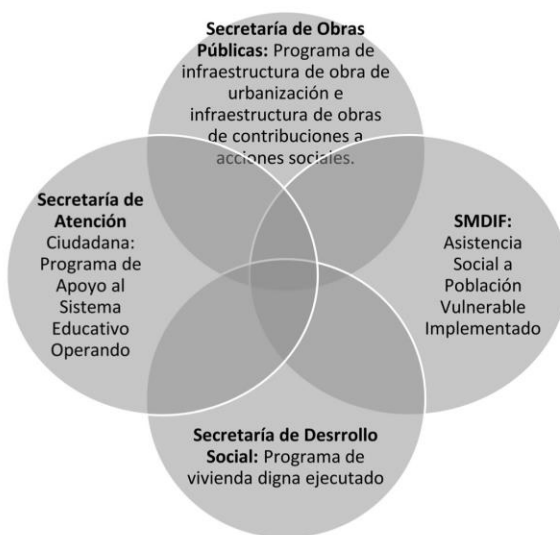 Secretaría de Obras
Públicas: Programa de
infraestructura de obra de
urbanización e
infraestructura de obras
de contribuciones a
acciones sociales.
Secretaría de
Atención
Ciudadana:
Programa de
Apoyo al
Sistema
Educativo
Operando
SMDIF:
Asistencia
Social a
Población
Vulnerable
Implementado
Secretaría de Desrrollo
Social: Programa de
vivienda digna ejecutado